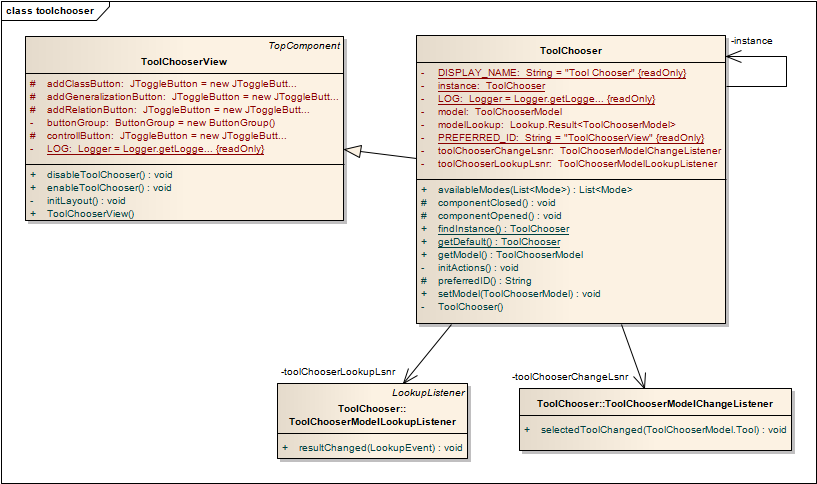 class toolchooser
TopComponent
ToolChooserView
# addClassButton: JToggleButton = new JToggleButt...
# addGeneralizationButton: JToggleButton = new JToggleButt...
# addRelationButton: JToggleButton = new JToggleButt...
- buttonGroup: ButtonGroup = new ButtonGroup()
# controllButton: JToggleButton = new JToggleButt...
- LOG: Logger = Logger.getLogge... {readOnly}
+ disableToolChooser() : void
+ enableToolChooser() : void
- initLayout() : void
+ ToolChooserView()
ToolChooser
- DISPLAY_NAME: String = "Tool Chooser" {readOnly}
- instance: ToolChooser
- LOG: Logger = Logger.getLogge... {readOnly}
- model: ToolChooserModel
- modelLookup: Lookup.Result<ToolChooserModel>
- PREFERRED_ID: String = "ToolChooserView" {readOnly}
- toolChooserChangeLsnr: ToolChooserModelChangeListener
- toolChooserLookupLsnr: ToolChooserModelLookupListener
+ availableModes(List<Mode>) : List<Mode>
# componentClosed() : void
# componentOpened() : void
+ findInstance() : ToolChooser
+ getDefault() : ToolChooser
+ getModel() : ToolChooserModel
- initActions() : void
# preferredID() : String
+ setModel(ToolChooserModel) : void
- ToolChooser()
-instance
-toolChooserLookupLsnr
-toolChooserChangeLsnr
LookupListener
ToolChooser::
ToolChooserModelLookupListener
+ resultChanged(LookupEvent) : void
ToolChooser::ToolChooserModelChangeListener
+ selectedToolChanged(ToolChooserModel.Tool) : void